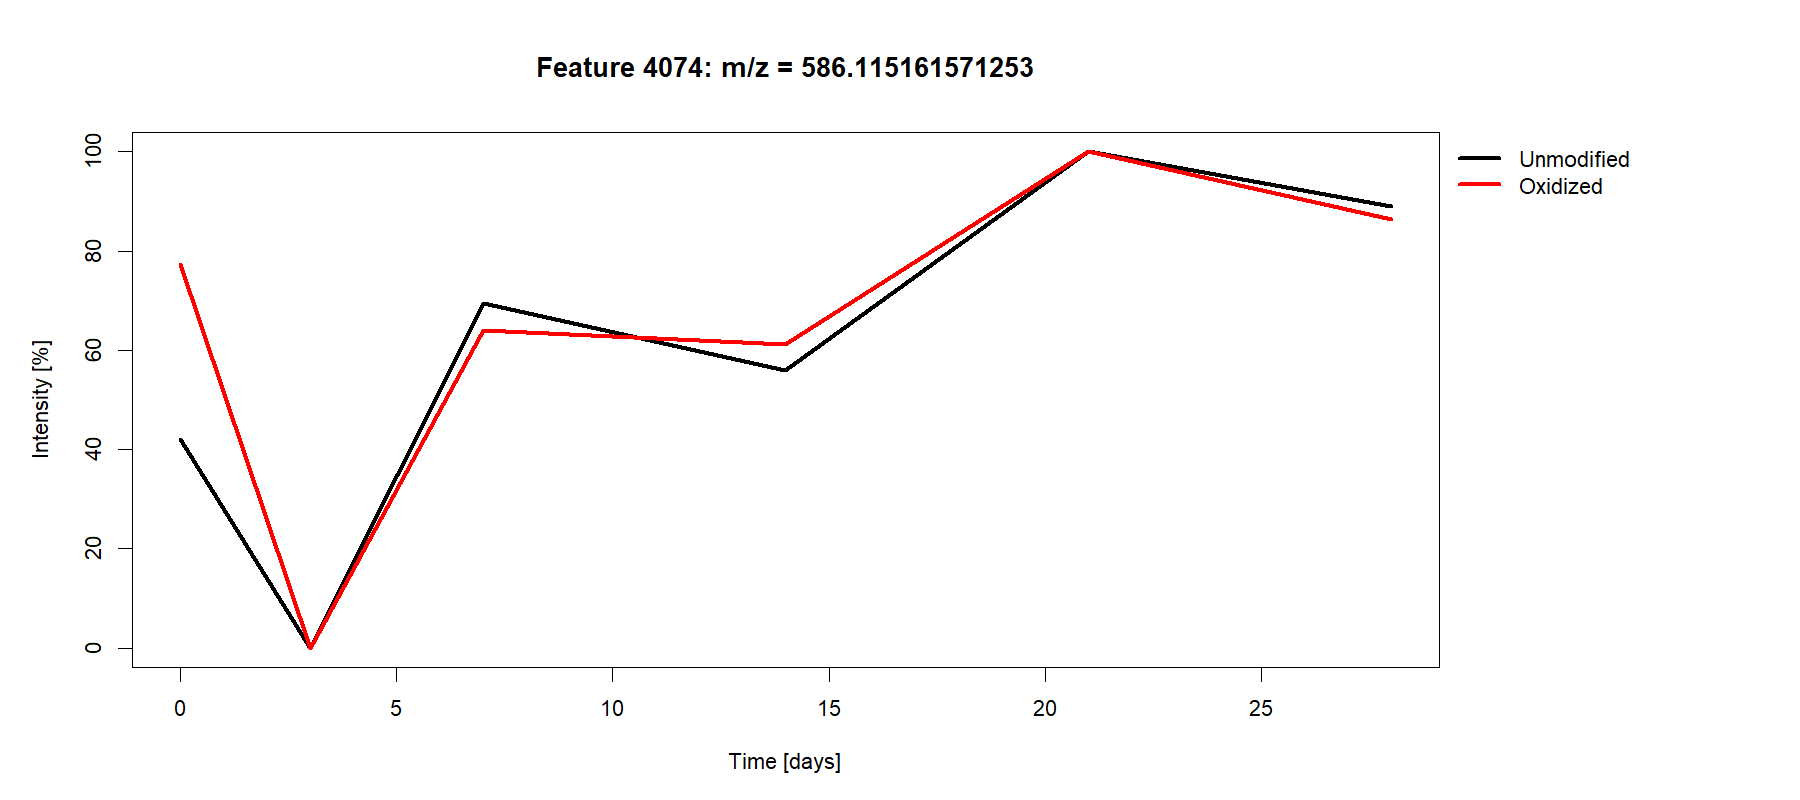 Feature 4074: m/z = 586.115161571253
Unmodified
Oxidized
Intensity [%]
100
80
60
40
20
0
0 5 10 15 20 25
Time [days]